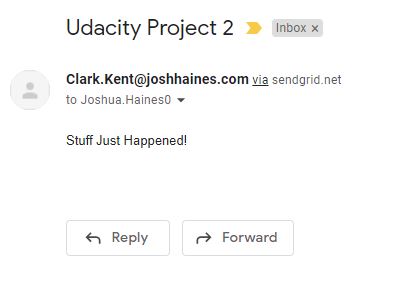 Udacity Project 2 Inbox x
Clark.Kent@joshhaines.com via sendgrid.net
to Joshua.Haines0
Stuff Just Happened!
Reply Forward